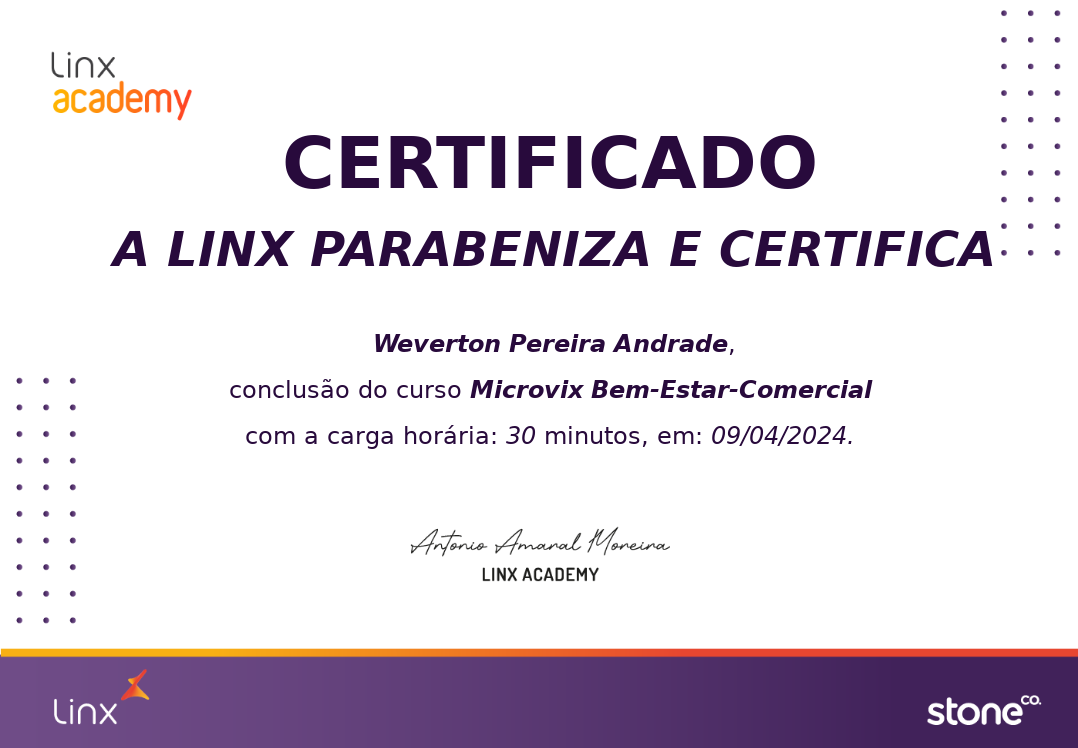 Linx
academy
CERTIFICADO
A LINX PARABENIZA E CERTIFICA
Weverton Pereira Andrade,
conclusão do curso Microvix Bem-Estar-Comercial
com a carga horária: 30 minutos, em: 09/04/2024.
Antonio Amaral Moreira
LINX ACADEMY
Linx
stone co.